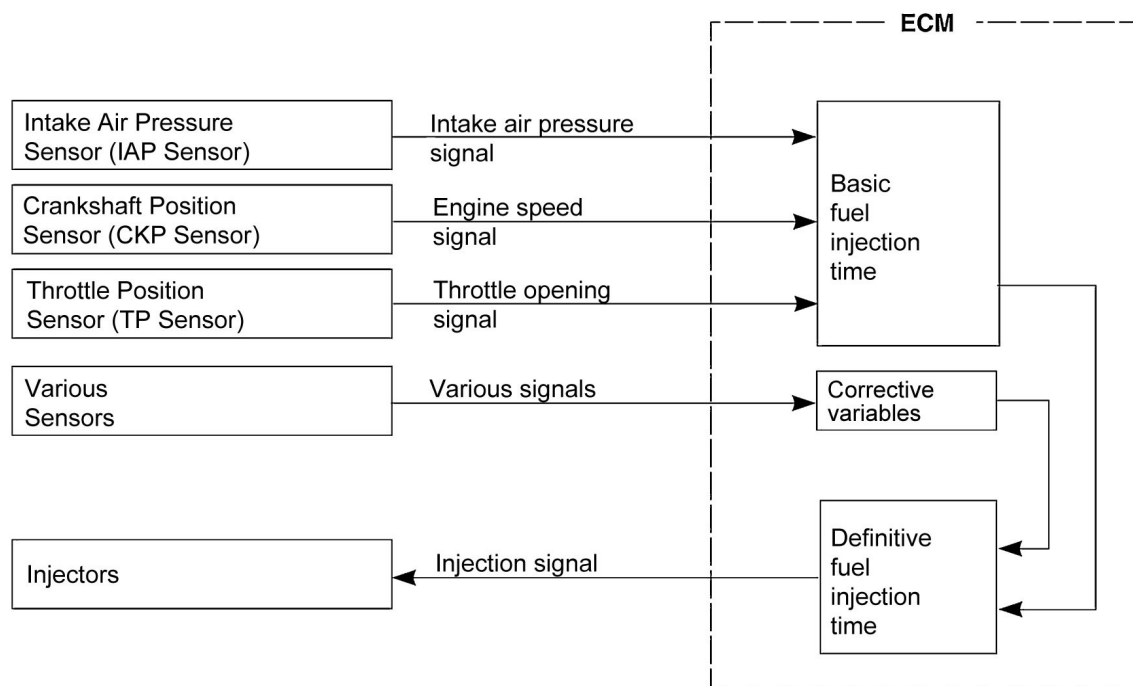 ECM
Intake Air Pressure
Sensor (IAP Sensor)
Intake air pressure
signal
Crankshaft Position
Sensor (CKP Sensor)
Engine speed
signal
Throttle Position
Sensor (TP Sensor)
Throttle opening
signal
Basic
fuel
injection
time
Various
Sensors
Various signals
Corrective
variables
Injectors
Injection signal
Definitive
fuel
injection
time